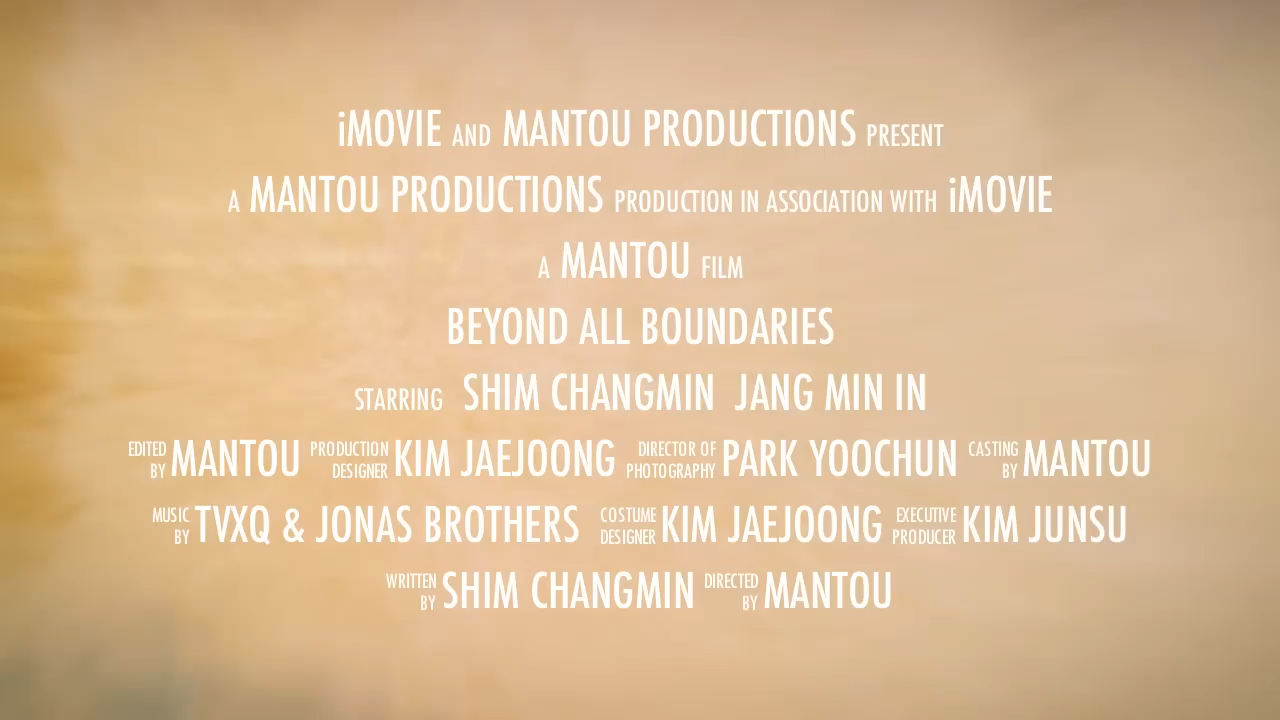 iMOVIE AND MANTOU PRODUCTIONS PRESENT
A MANTOU PRODUCTIONS PRODUCTION IN ASSOCIATION WITH iMOVIE
A MANTOU FILM
BEYOND ALL BOUNDARIES
STARRING SHIM CHANGMIN JANG MIN IN
EDITED BY MANTOU PRODUCTION DESIGNER KIM JAEJOONG DIRECTOR OF PHOTOGRAPHY PARK YOOCHUN CASTING BY MANTOU
MUSIC BY TVXQ & JONAS BROTHERS COSTUME DESIGNER KIM JAEJOONG EXECUTIVE PRODUCER KIM JUNSU
WRITTEN BY SHIM CHANGMIN DIRECTED BY MANTOU